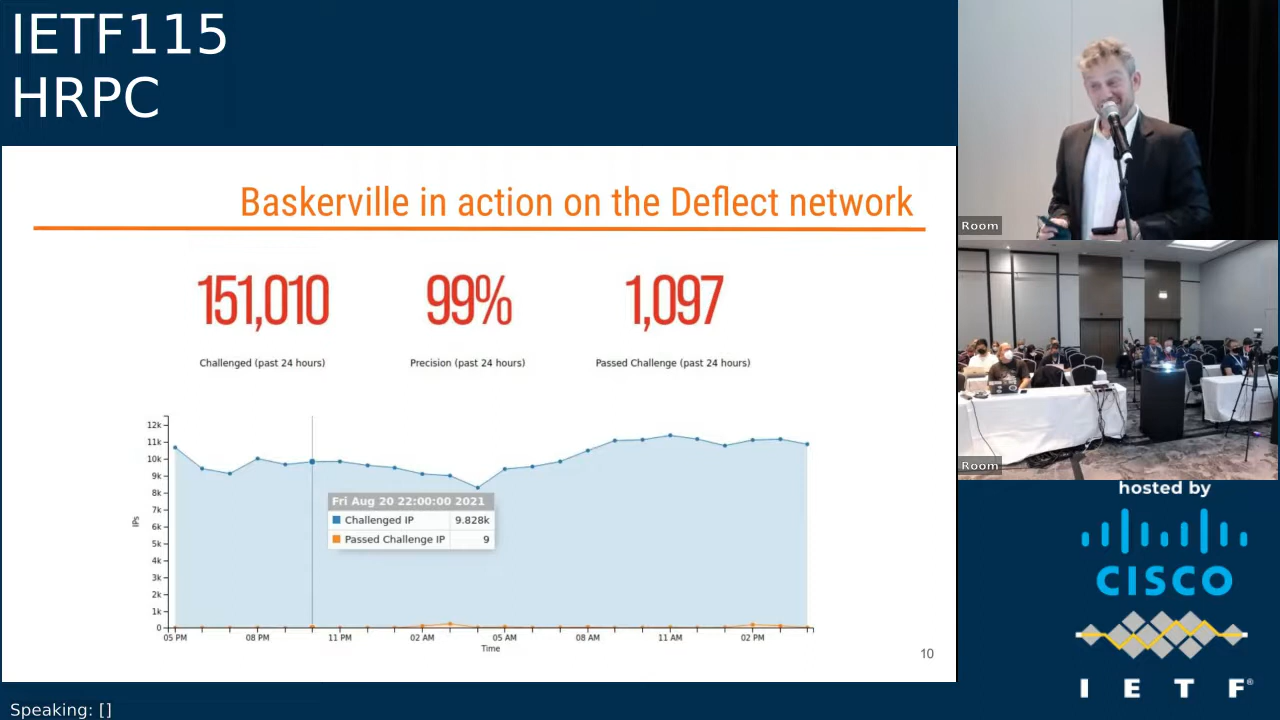 IETF115
HRPC
Baskerville in action on the Deflect network
151,010
99%
1,097
Challenged (past 24 hours)
Precision (past 24 hours)
Passed Challenge (past 24 hours)
12k
11k
10k
9k
8k
7k
6k
5k
4k
3k
2k
1k
0
IPs
Fri Aug 20 22:00:00 2021
Challenged IP 9.828k
Passed Challenge IP 9
05 PM 08 PM 11 PM 02 AM 05 AM 08 AM 11 AM 02 PM
Time
10
Room
Room
hosted by
CISCO
I E T F®
Speaking: []